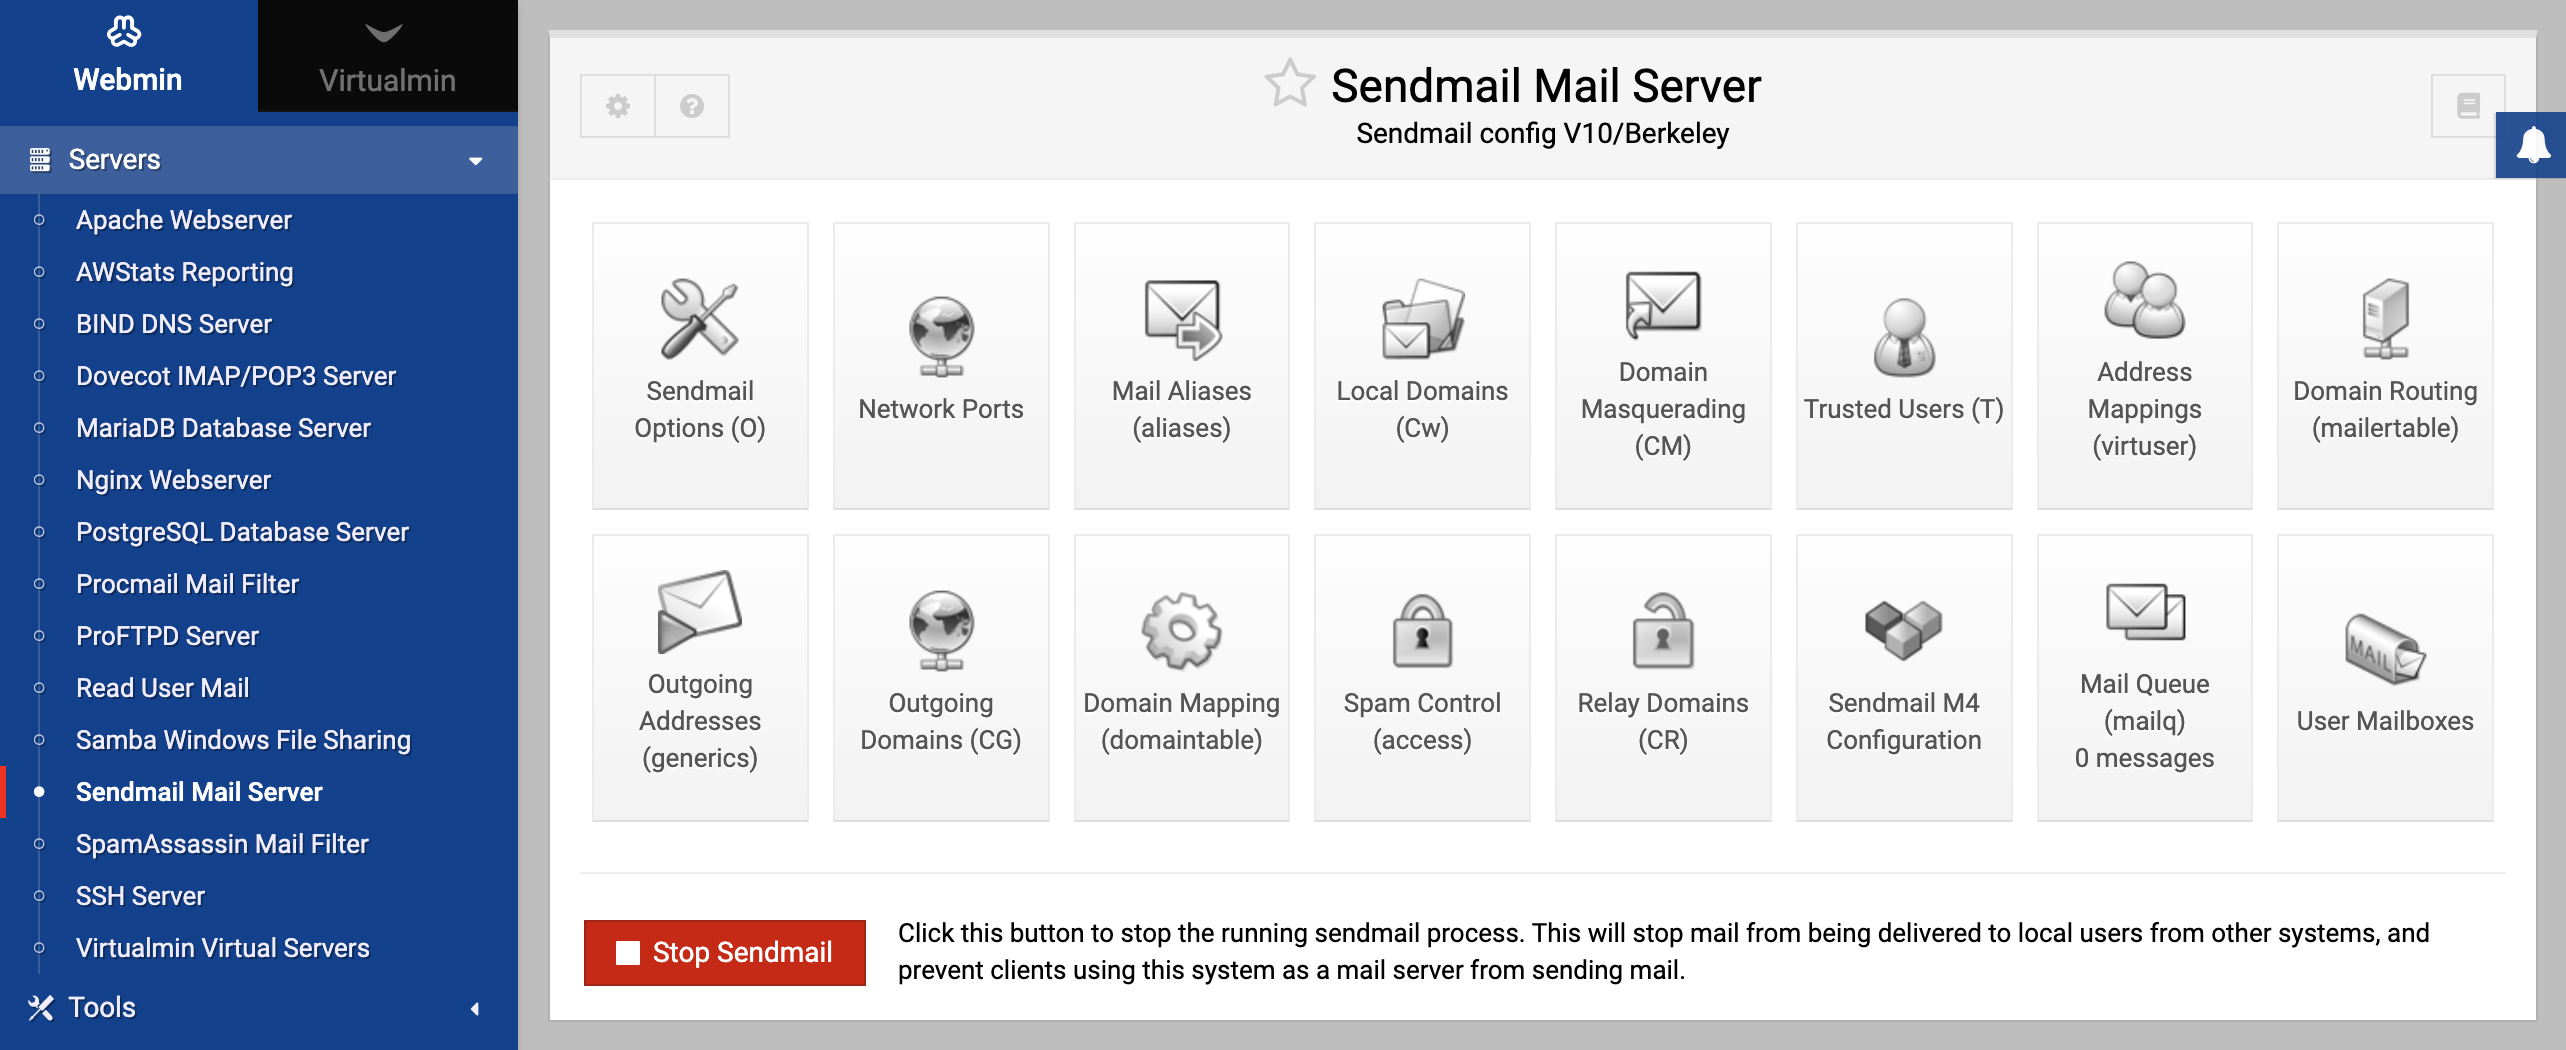 Webmin
Virtualmin
Servers
Apache Webserver
AWStats Reporting
BIND DNS Server
Dovecot IMAP/POP3 Server
MariaDB Database Server
Nginx Webserver
PostgreSQL Database Server
Procmail Mail Filter
ProFTPD Server
Read User Mail
Samba Windows File Sharing
Sendmail Mail Server
SpamAssassin Mail Filter
SSH Server
Virtualmin Virtual Servers
Tools
Sendmail Mail Server
Sendmail config V10/Berkeley
Sendmail
Options (O)
Network Ports
Mail Aliases
(aliases)
Local Domains
(Cw)
Domain
Masquerading
(CM)
Trusted Users (T)
Address
Mappings
(virtuser)
Domain Routing
(mailertable)
Outgoing
Addresses
(generics)
Outgoing
Domains (CG)
Domain Mapping
(domaintable)
Spam Control
(access)
Relay Domains
(CR)
Sendmail M4
Configuration
Mail Queue
(mailq)
0 messages
MAIL
User Mailboxes
Stop Sendmail
Click this button to stop the running sendmail process. This will stop mail from being delivered to local users from other systems, and
prevent clients using this system as a mail server from sending mail.